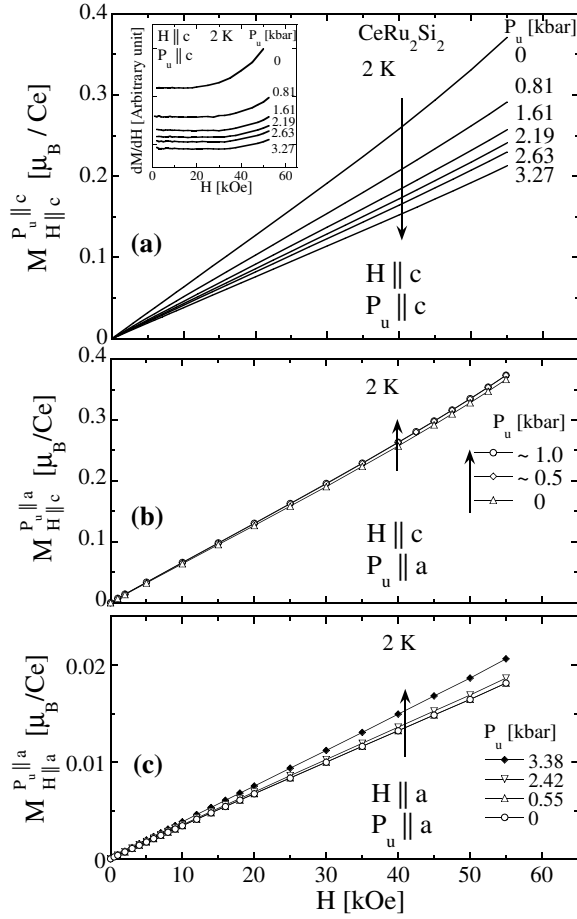 H ∥ c 2 K P_u [kbar]
P_u ∥ c 0
0.81
1.61
2.19
2.63
3.27
dM/dH [Arbitrary unit]
0 20 40 60
H [kOe]
CeRu₂Si₂
2 K
P_u [kbar]
0
0.81
1.61
2.19
2.63
3.27
0.4
0.3
0.2
0.1
0
M^{P_u ∥ c}_{H ∥ c} [μ_B / Ce]
(a)
H ∥ c
P_u ∥ c
0.4
0.3
0.2
0.1
0
M^{P_u ∥ a}_{H ∥ c} [μ_B/Ce]
2 K
P_u [kbar]
~ 1.0
~ 0.5
0
(b)
H ∥ c
P_u ∥ a
0.02
0.01
0
M^{P_u ∥ a}_{H ∥ a} [μ_B/Ce]
2 K
P_u [kbar]
3.38
2.42
0.55
0
(c)
H ∥ a
P_u ∥ a
0 10 20 30 40 50 60
H [kOe]